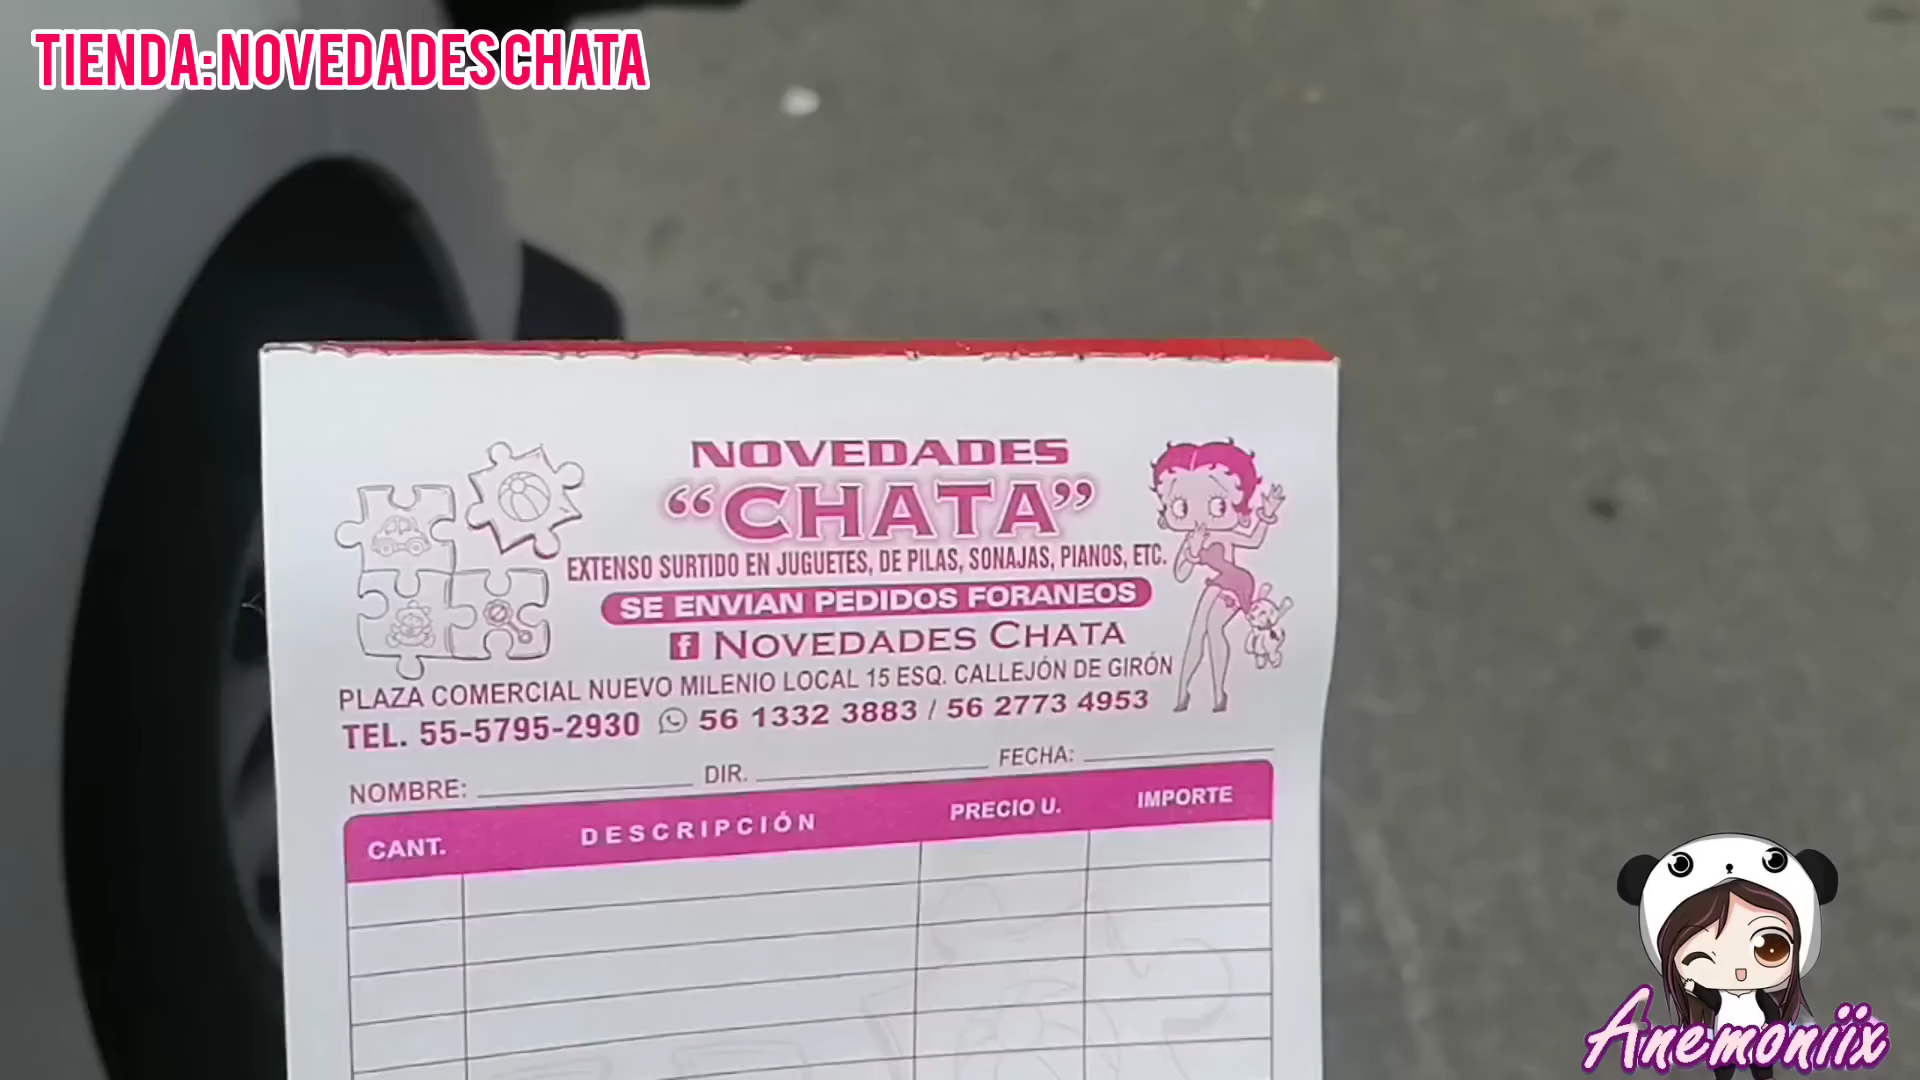 TIENDA: NOVEDADES CHATA
NOVEDADES
“CHATA”
EXTENSO SURTIDO EN JUGUETES, DE PILAS, SONAJAS, PIANOS, ETC.
SE ENVIAN PEDIDOS FORANEOS
f NOVEDADES CHATA
PLAZA COMERCIAL NUEVO MILENIO LOCAL 15 ESQ. CALLEJÓN DE GIRÓN
TEL. 55-5795-2930 56 1332 3883 / 56 2773 4953
NOMBRE: DIR. FECHA:
CANT. DESCRIPCIÓN PRECIO U. IMPORTE
Anemoniix